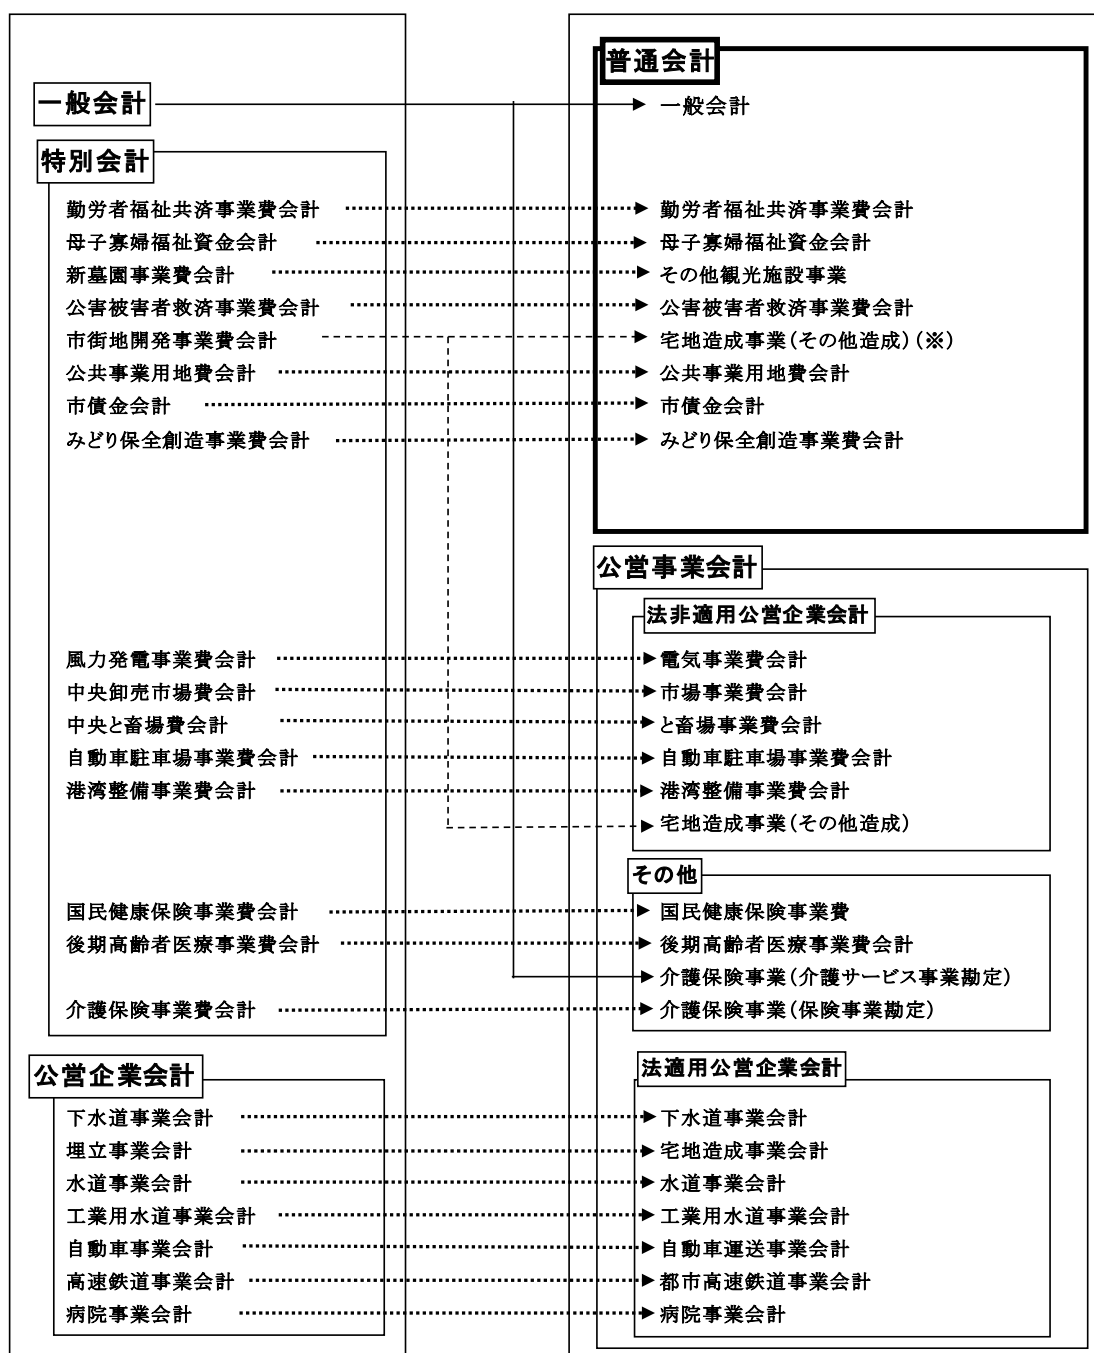 一般会計
特別会計
勤労者福祉共済事業費会計
母子寡婦福祉資金会計
新墓園事業費会計
公害被害者救済事業費会計
市街地開発事業費会計
公共事業用地費会計
市債金会計
みどり保全創造事業費会計
風力発電事業費会計
中央卸売市場費会計
中央と畜場費会計
自動車駐車場事業費会計
港湾整備事業費会計
国民健康保険事業費会計
後期高齢者医療事業費会計
介護保険事業費会計
公営企業会計
下水道事業会計
埋立事業会計
水道事業会計
工業用水道事業会計
自動車事業会計
高速鉄道事業会計
病院事業会計
普通会計
一般会計
勤労者福祉共済事業費会計
母子寡婦福祉資金会計
その他観光施設事業
公害被害者救済事業費会計
宅地造成事業(その他造成)(※)
公共事業用地費会計
市債金会計
みどり保全創造事業費会計
公営事業会計
法非適用公営企業会計
電気事業費会計
市場事業費会計
と畜場事業費会計
自動車駐車場事業費会計
港湾整備事業費会計
宅地造成事業(その他造成)
その他
国民健康保険事業費
後期高齢者医療事業費会計
介護保険事業(介護サービス事業勘定)
介護保険事業(保険事業勘定)
法適用公営企業会計
下水道事業会計
宅地造成事業会計
水道事業会計
工業用水道事業会計
自動車運送事業会計
都市高速鉄道事業会計
病院事業会計